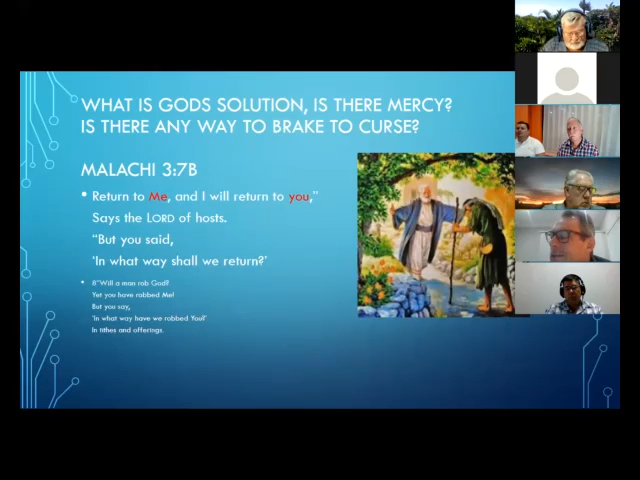 WHAT IS GODS SOLUTION, IS THERE MERCY?
IS THERE ANY WAY TO BRAKE TO CURSE?
MALACHI 3:7B
• Return to Me, and I will return to you,"
Says the LORD of hosts.
"But you said,
'In what way shall we return?'
• 8"Will a man rob God?
Yet you have robbed Me!
But you say,
'In what way have we robbed You?'
In tithes and offerings.